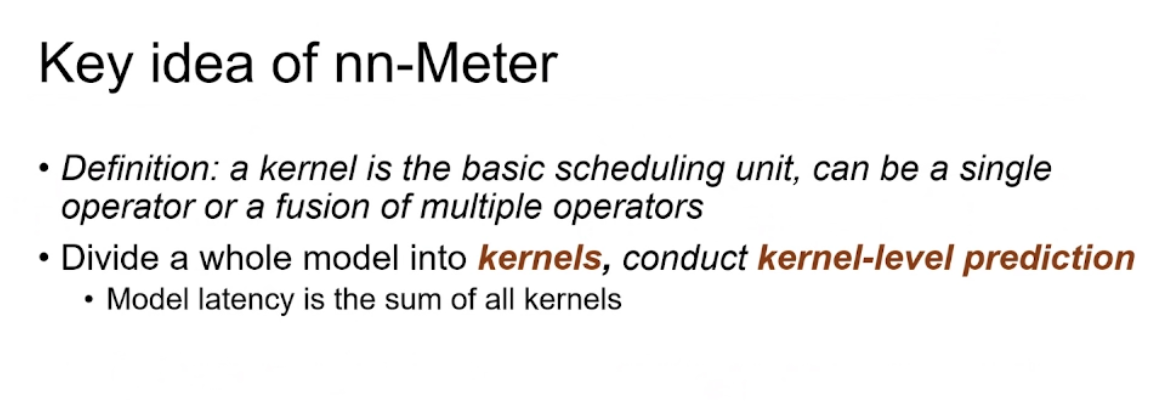 Key idea of nn-Meter
• Definition: a kernel is the basic scheduling unit, can be a single
operator or a fusion of multiple operators
• Divide a whole model into kernels, conduct kernel-level prediction
• Model latency is the sum of all kernels